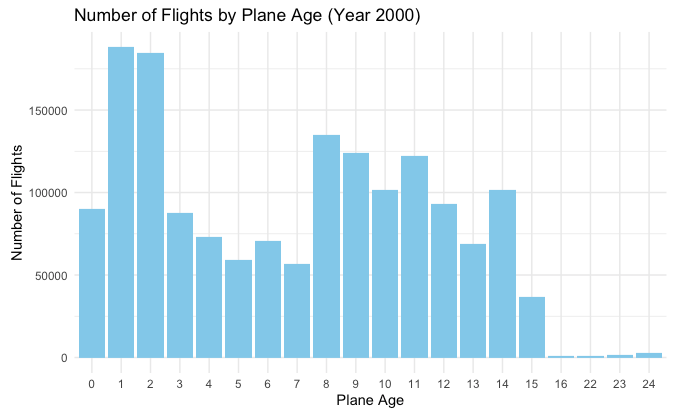 Number of Flights by Plane Age (Year 2000)
Number of Flights
150000
100000
50000
0
0 1 2 3 4 5 6 7 8 9 10 11 12 13 14 15 16 22 23 24
Plane Age